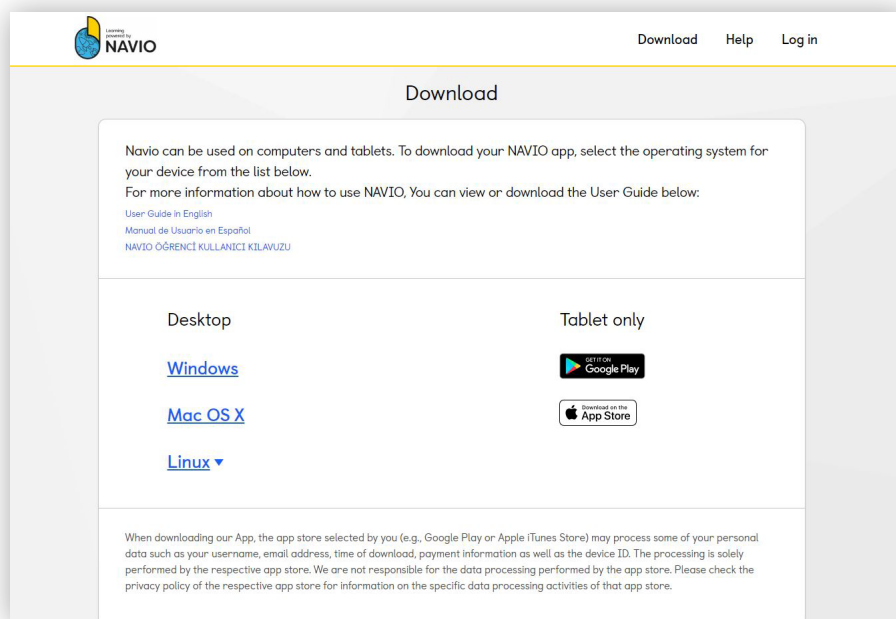 Learning
powered by
NAVIO
Download Help Log in
Download
Navio can be used on computers and tablets. To download your NAVIO app, select the operating system for
your device from the list below.
For more information about how to use NAVIO, You can view or download the User Guide below:
User Guide in English
Manual de Usuario en Español
NAVIO ÖĞRENCİ KULLANICI KILAVUZU
Desktop
Windows
Mac OS X
Linux
Tablet only
GET IT ON
Google Play
Download on the
App Store
When downloading our App, the app store selected by you (e.g., Google Play or Apple iTunes Store) may process some of your personal
data such as your username, email address, time of download, payment information as well as the device ID. The processing is solely
performed by the respective app store. We are not responsible for the data processing performed by the app store. Please check the
privacy policy of the respective app store for information on the specific data processing activities of that app store.